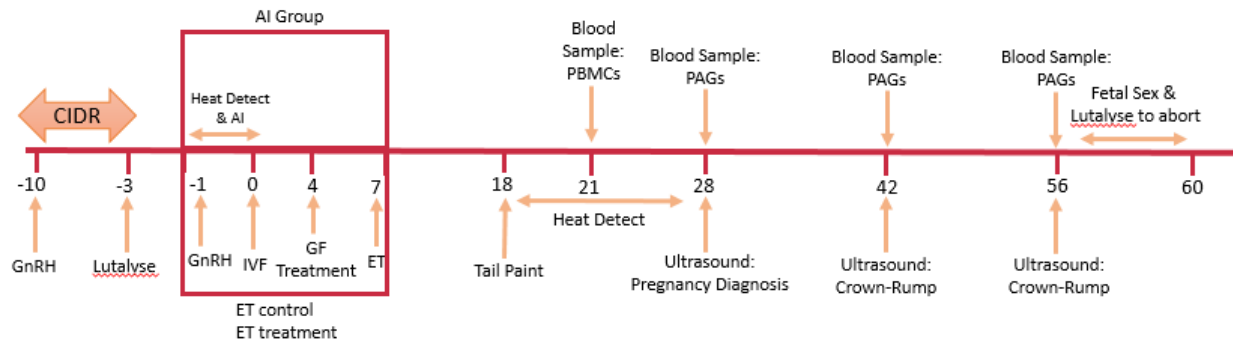 AI Group
Blood
Sample:
PBMCs
Blood Sample:
PAGs
Blood Sample:
PAGs
Blood Sample:
PAGs
CIDR
Heat Detect
& AI
Fetal Sex &
Lutalyse to abort
-10
-3
-1
0
4
7
18
21
28
42
56
60
Heat Detect
GnRH
Lutalyse
GnRH
IVF
GF
Treatment
ET
Tail Paint
Ultrasound:
Pregnancy Diagnosis
Ultrasound:
Crown-Rump
Ultrasound:
Crown-Rump
ET control
ET treatment